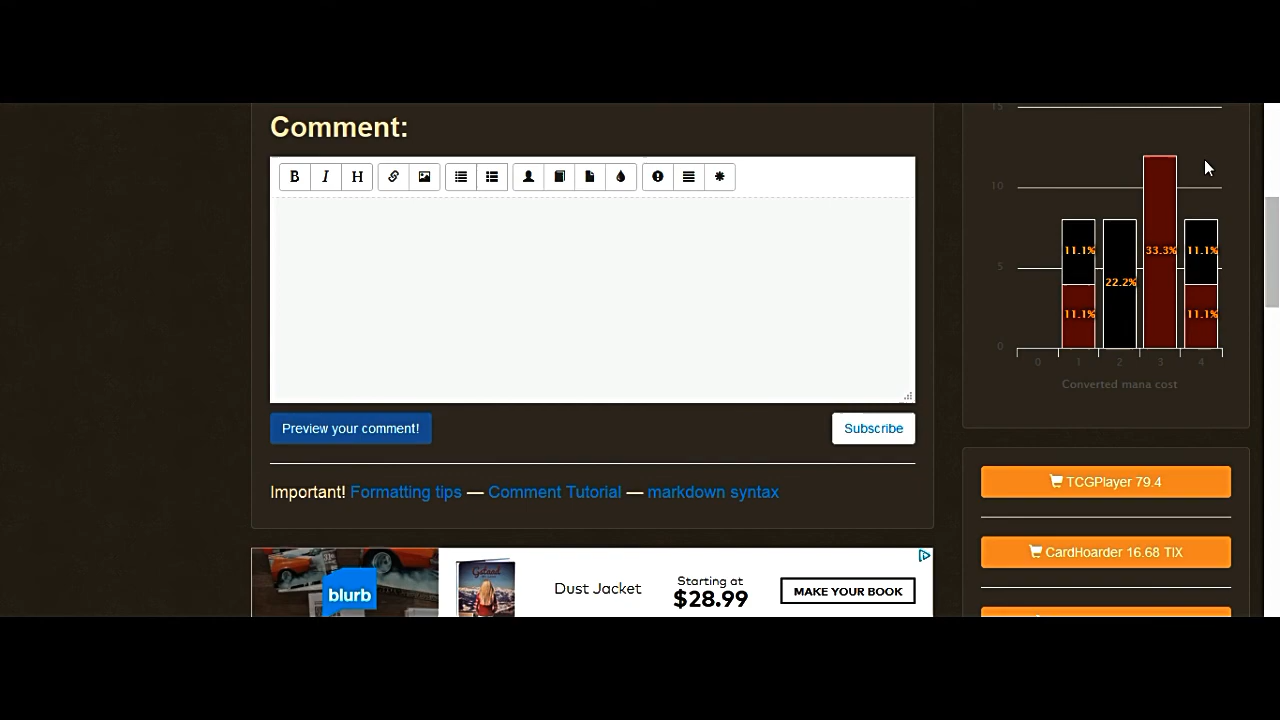 Comment:
B I H
Preview your comment!
Subscribe
Important! Formatting tips — Comment Tutorial — markdown syntax
blurb
Dust Jacket
Starting at
$28.99
MAKE YOUR BOOK
15
10
5
0
11.1%
11.1%
22.2%
33.3%
11.1%
11.1%
0 1 2 3 4
Converted mana cost
TCGPlayer 79.4
CardHoarder 16.68 TIX